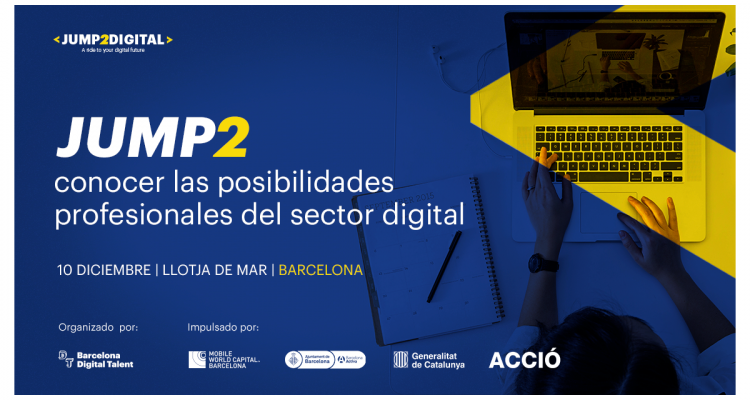 <JUMP2DIGITAL>
A ride to your digital future
JUMP2
conocer las posibilidades
profesionales del sector digital
10 DICIEMBRE | LLOTJA DE MAR | BARCELONA
Organizado por:
Impulsado por:
Barcelona
Digital Talent
MOBILE
WORLD CAPITAL.
BARCELONA
Ajuntament de
Barcelona
Barcelona
Activa
Generalitat
de Catalunya
ACCIÓ